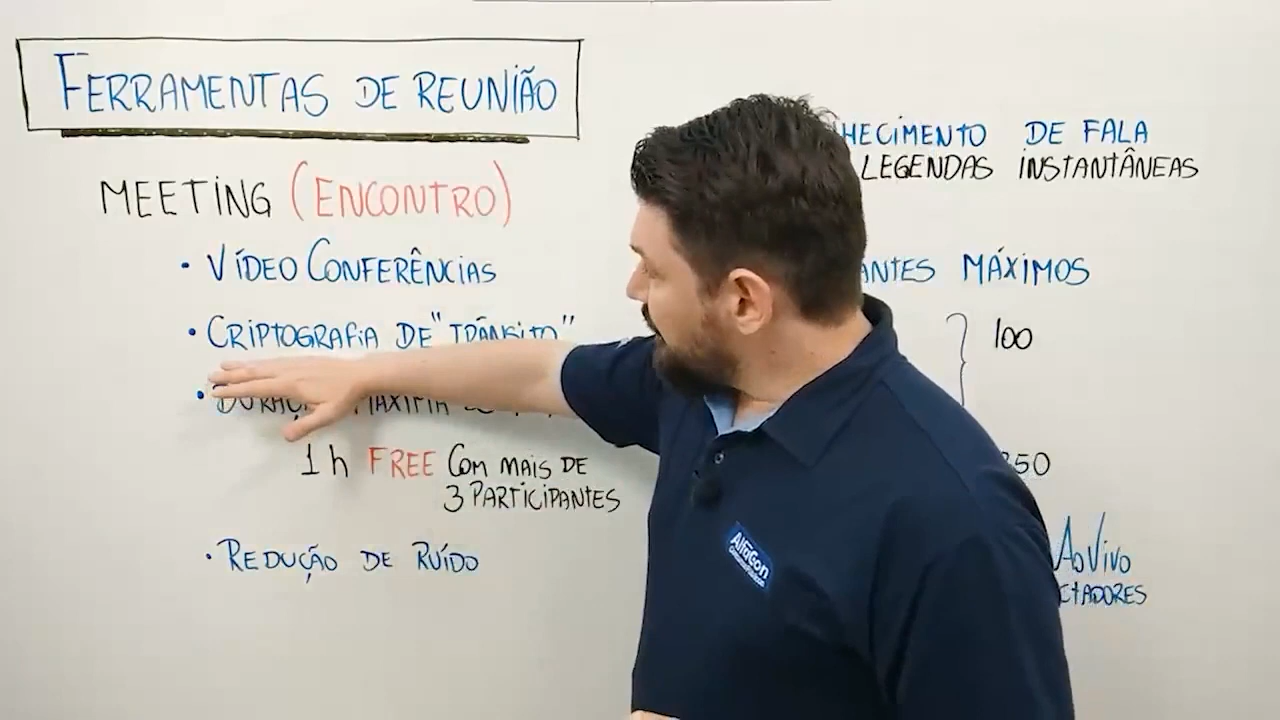 FERRAMENTAS DE REUNIÃO
MEETING (ENCONTRO)
• VÍDEO CONFERÊNCIAS
• CRIPTOGRAFIA DE "TRÂNSITO"
1h FREE COM MAIS DE
3 PARTICIPANTES
• REDUÇÃO DE RUÍDO
HECIMENTO DE FALA
LEGENDAS INSTANTÂNEAS
ANTES MÁXIMOS
} 100
50
AO VIVO
CTADORES
AlfaCon